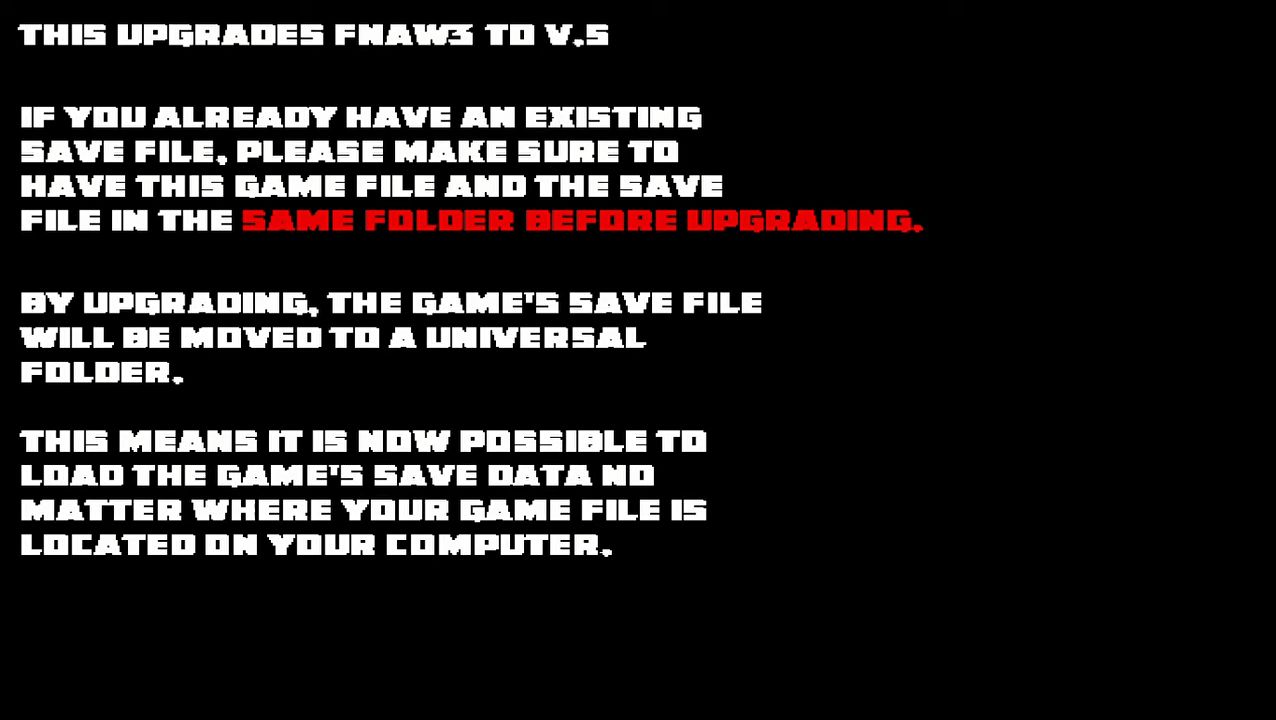 THIS UPGRADES FNAW3 TO V.5
IF YOU ALREADY HAVE AN EXISTING
SAVE FILE, PLEASE MAKE SURE TO
HAVE THIS GAME FILE AND THE SAVE
FILE IN THE SAME FOLDER BEFORE UPGRADING.
BY UPGRADING, THE GAME'S SAVE FILE
WILL BE MOVED TO A UNIVERSAL
FOLDER.
THIS MEANS IT IS NOW POSSIBLE TO
LOAD THE GAME'S SAVE DATA NO
MATTER WHERE YOUR GAME FILE IS
LOCATED ON YOUR COMPUTER.